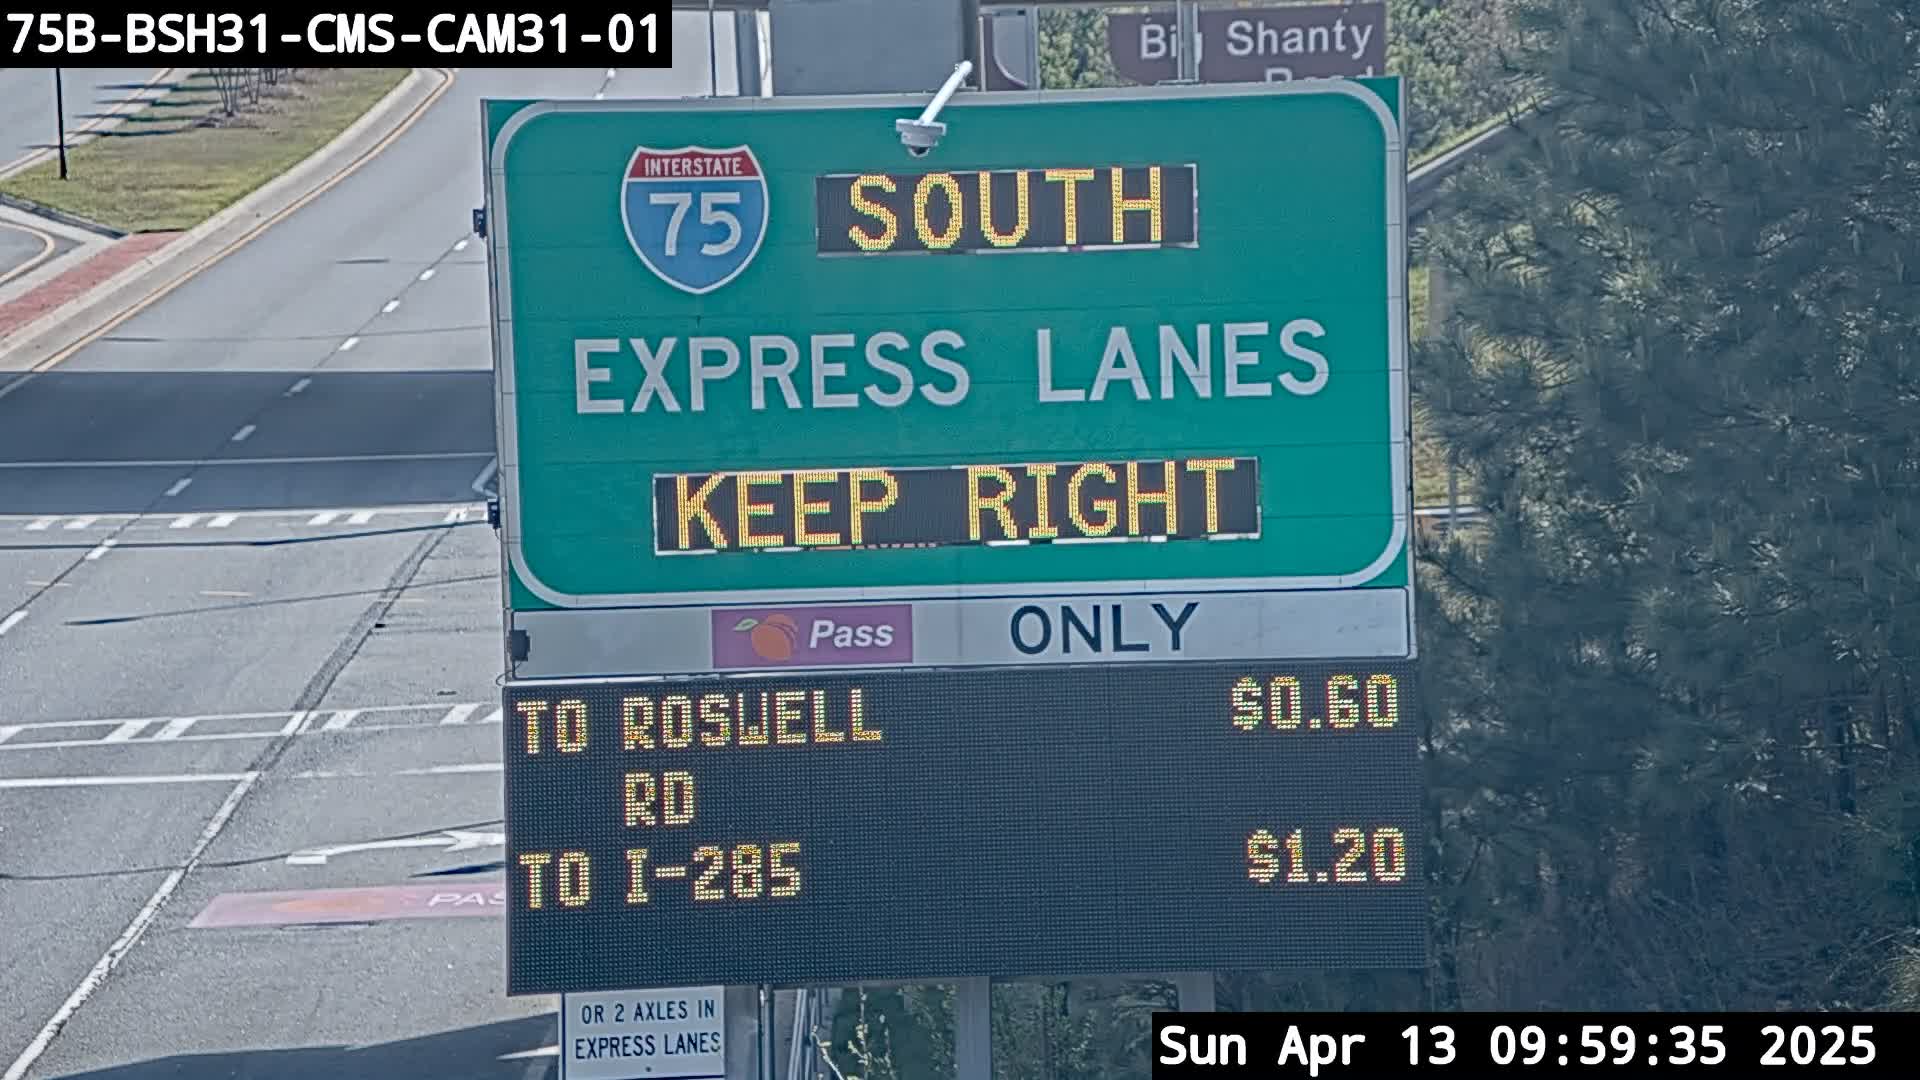 75B-BSH31-CMS-CAM31-01
Big Shanty
Road
INTERSTATE
75
SOUTH
EXPRESS LANES
KEEP RIGHT
Pass ONLY
TO ROSWELL $0.60
RD
TO I-285 $1.20
PAS
OR 2 AXLES IN
EXPRESS LANES
Sun Apr 13 09:59:35 2025